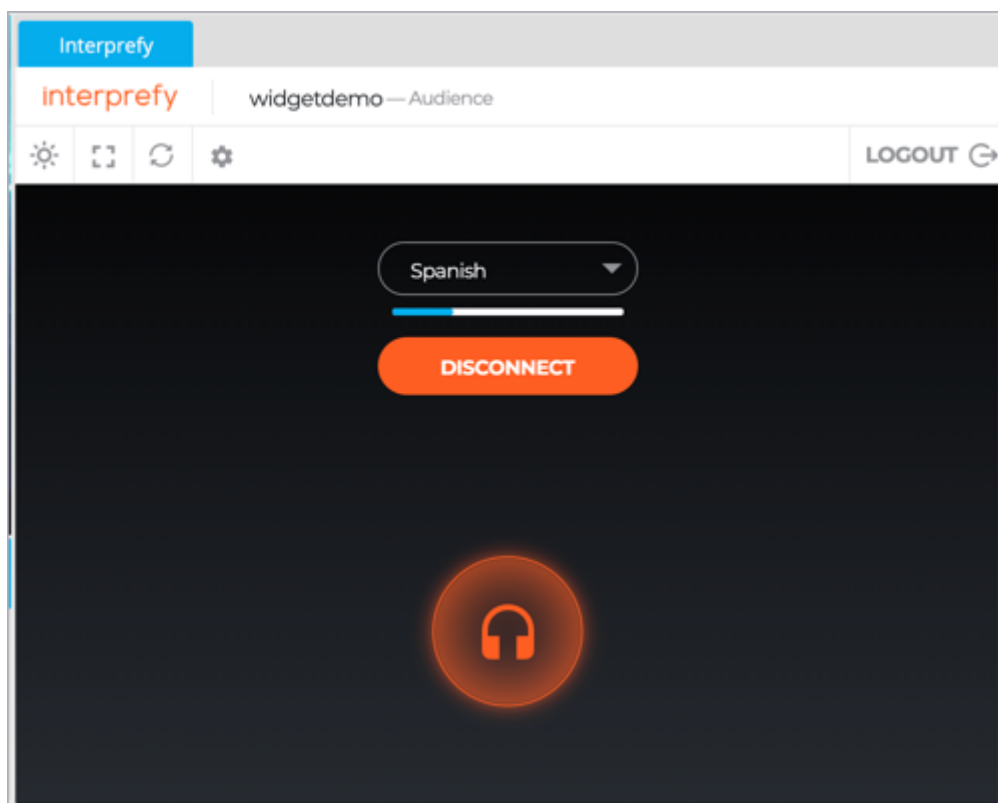 Interprefy
interprefy widgetdemo — Audience
LOGOUT
Spanish
DISCONNECT